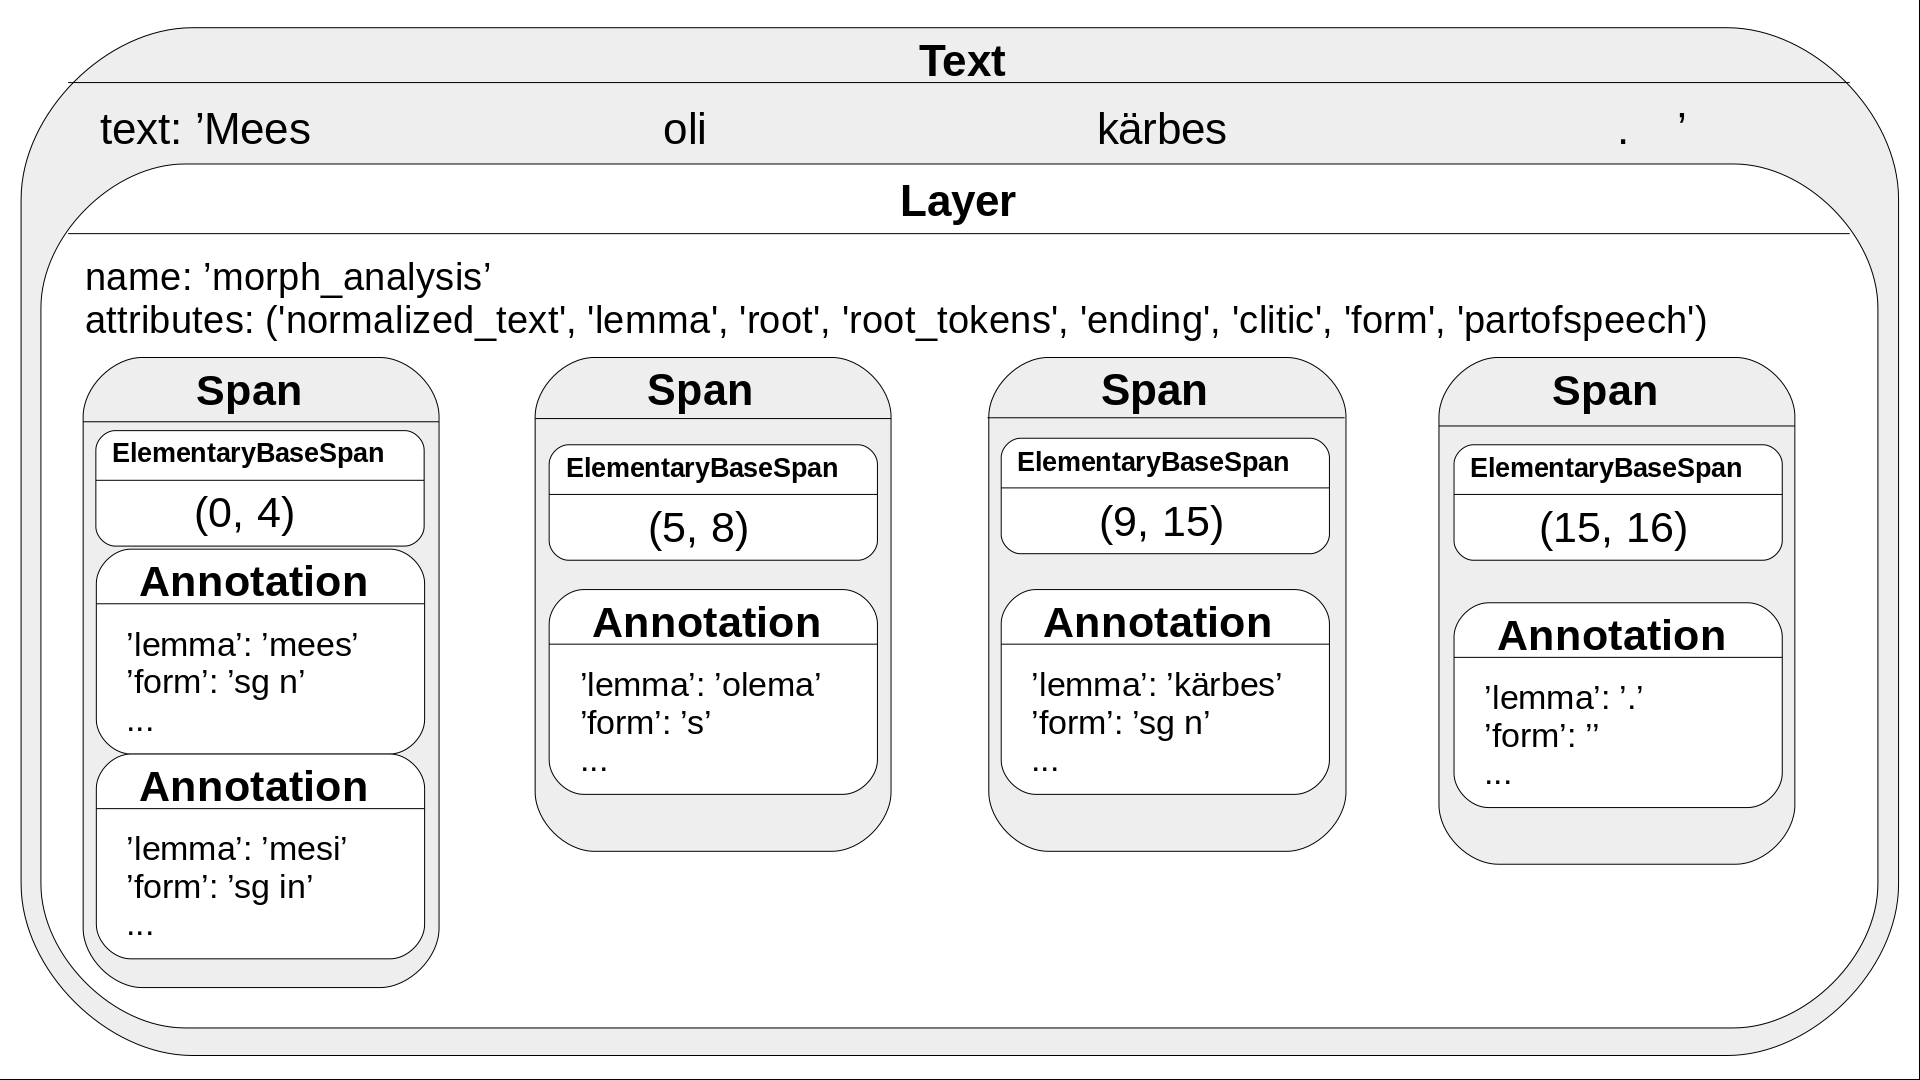 Text
text: ’Mees oli kärbes . ’
Layer
name: ’morph_analysis’
attributes: ('normalized_text', 'lemma', 'root', 'root_tokens', 'ending', 'clitic', 'form', 'partofspeech')
Span
ElementaryBaseSpan
(0, 4)
Annotation
’lemma’: ’mees’
’form’: ’sg n’
...
Annotation
’lemma’: ’mesi’
’form’: ’sg in’
...
Span
ElementaryBaseSpan
(5, 8)
Annotation
’lemma’: ’olema’
’form’: ’s’
...
Span
ElementaryBaseSpan
(9, 15)
Annotation
’lemma’: ’kärbes’
’form’: ’sg n’
...
Span
ElementaryBaseSpan
(15, 16)
Annotation
’lemma’: ’.’
’form’: ’’
...